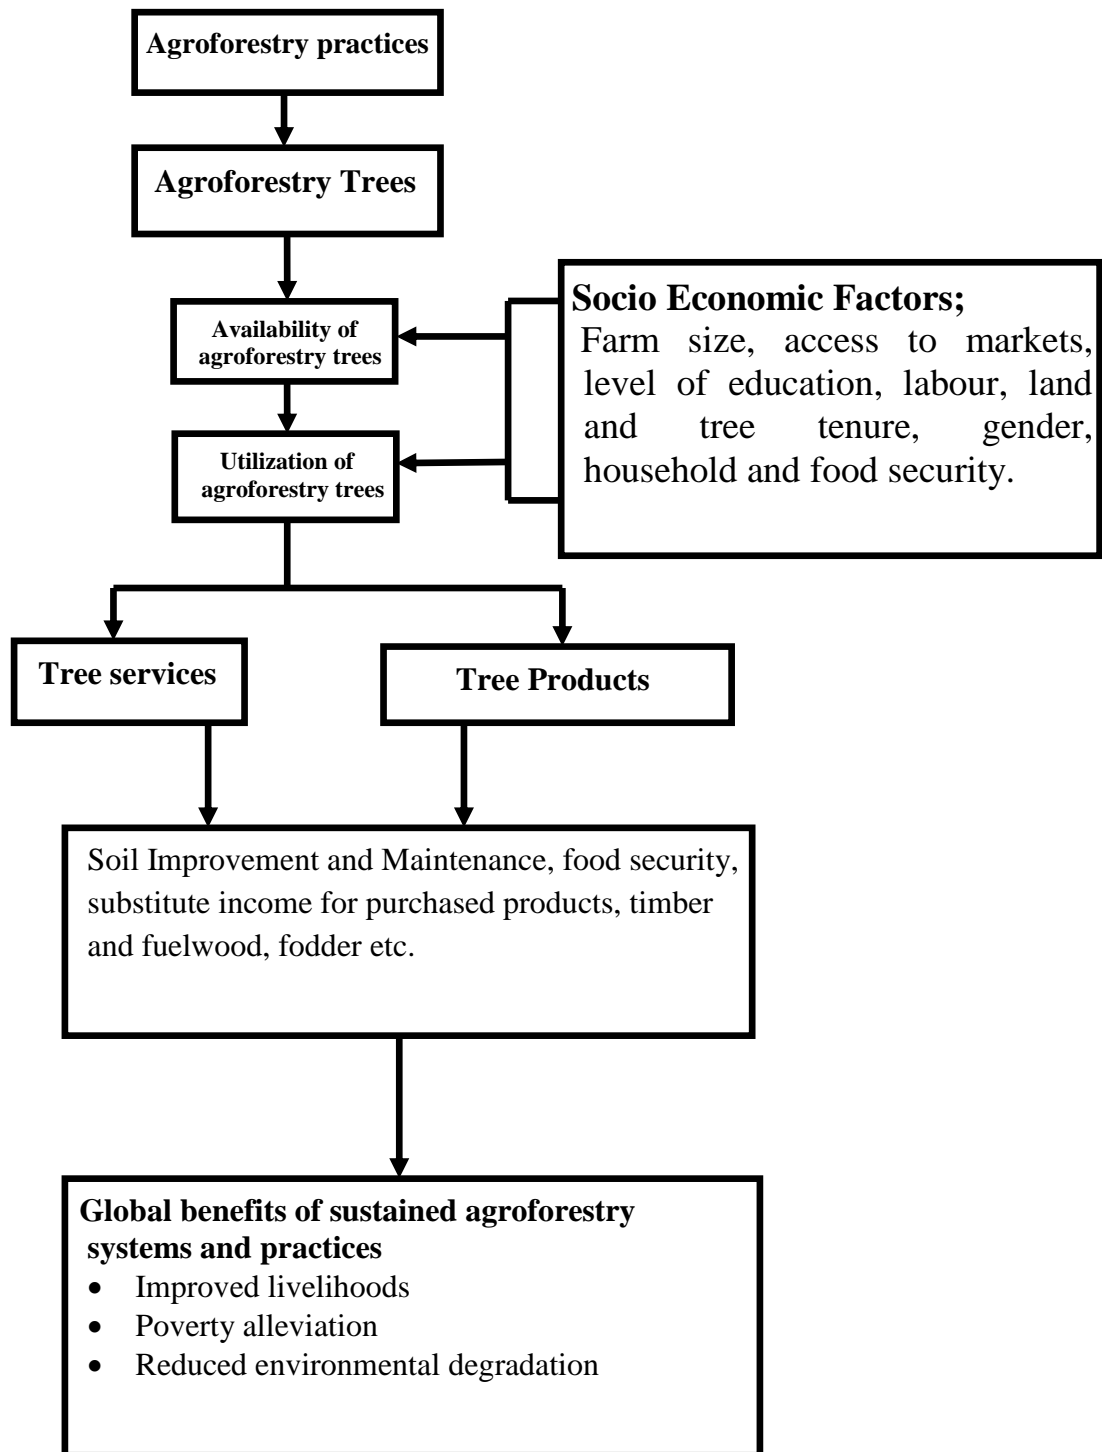 Agroforestry practices
Agroforestry Trees
Availability of
agroforestry trees
Socio Economic Factors;
Farm size, access to markets,
level of education, labour, land
and tree tenure, gender,
household and food security.
Utilization of
agroforestry trees
Tree services
Tree Products
Soil Improvement and Maintenance, food security,
substitute income for purchased products, timber
and fuelwood, fodder etc.
Global benefits of sustained agroforestry
systems and practices
• Improved livelihoods
• Poverty alleviation
• Reduced environmental degradation